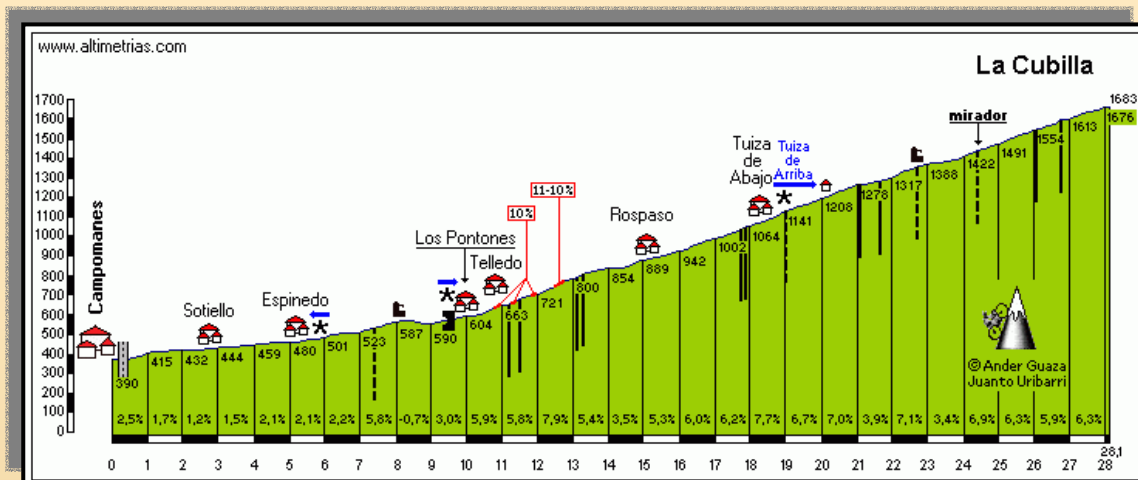 www.altimetrias.com
La Cubilla
1700
1600
1500
1400
1300
1200
1100
1000
900
800
700
600
500
400
300
200
100
0
Campomanes
Sotiello
Espinedo
Los Pontones
Telledo
10%
11-10%
Rospaso
Tuiza
de
Abajo
Tuiza
de
Arriba
mirador
1683
1676
390
415
432
444
459
480
501
523
587
590
604
663
721
800
854
889
942
1002
1064
1141
1208
1278
1317
1388
1422
1491
1554
1613
© Ander Guaza
Juanto Uribarri
2,5% 1,7% 1,2% 1,5% 2,1% 2,1% 2,2% 5,8% -0,7% 3,0% 5,9% 5,8% 7,9% 5,4% 3,5% 5,3% 6,0% 6,2% 7,7% 6,7% 7,0% 3,9% 7,1% 3,4% 6,9% 6,3% 5,9% 6,3%
28,1
0 1 2 3 4 5 6 7 8 9 10 11 12 13 14 15 16 17 18 19 20 21 22 23 24 25 26 27 28